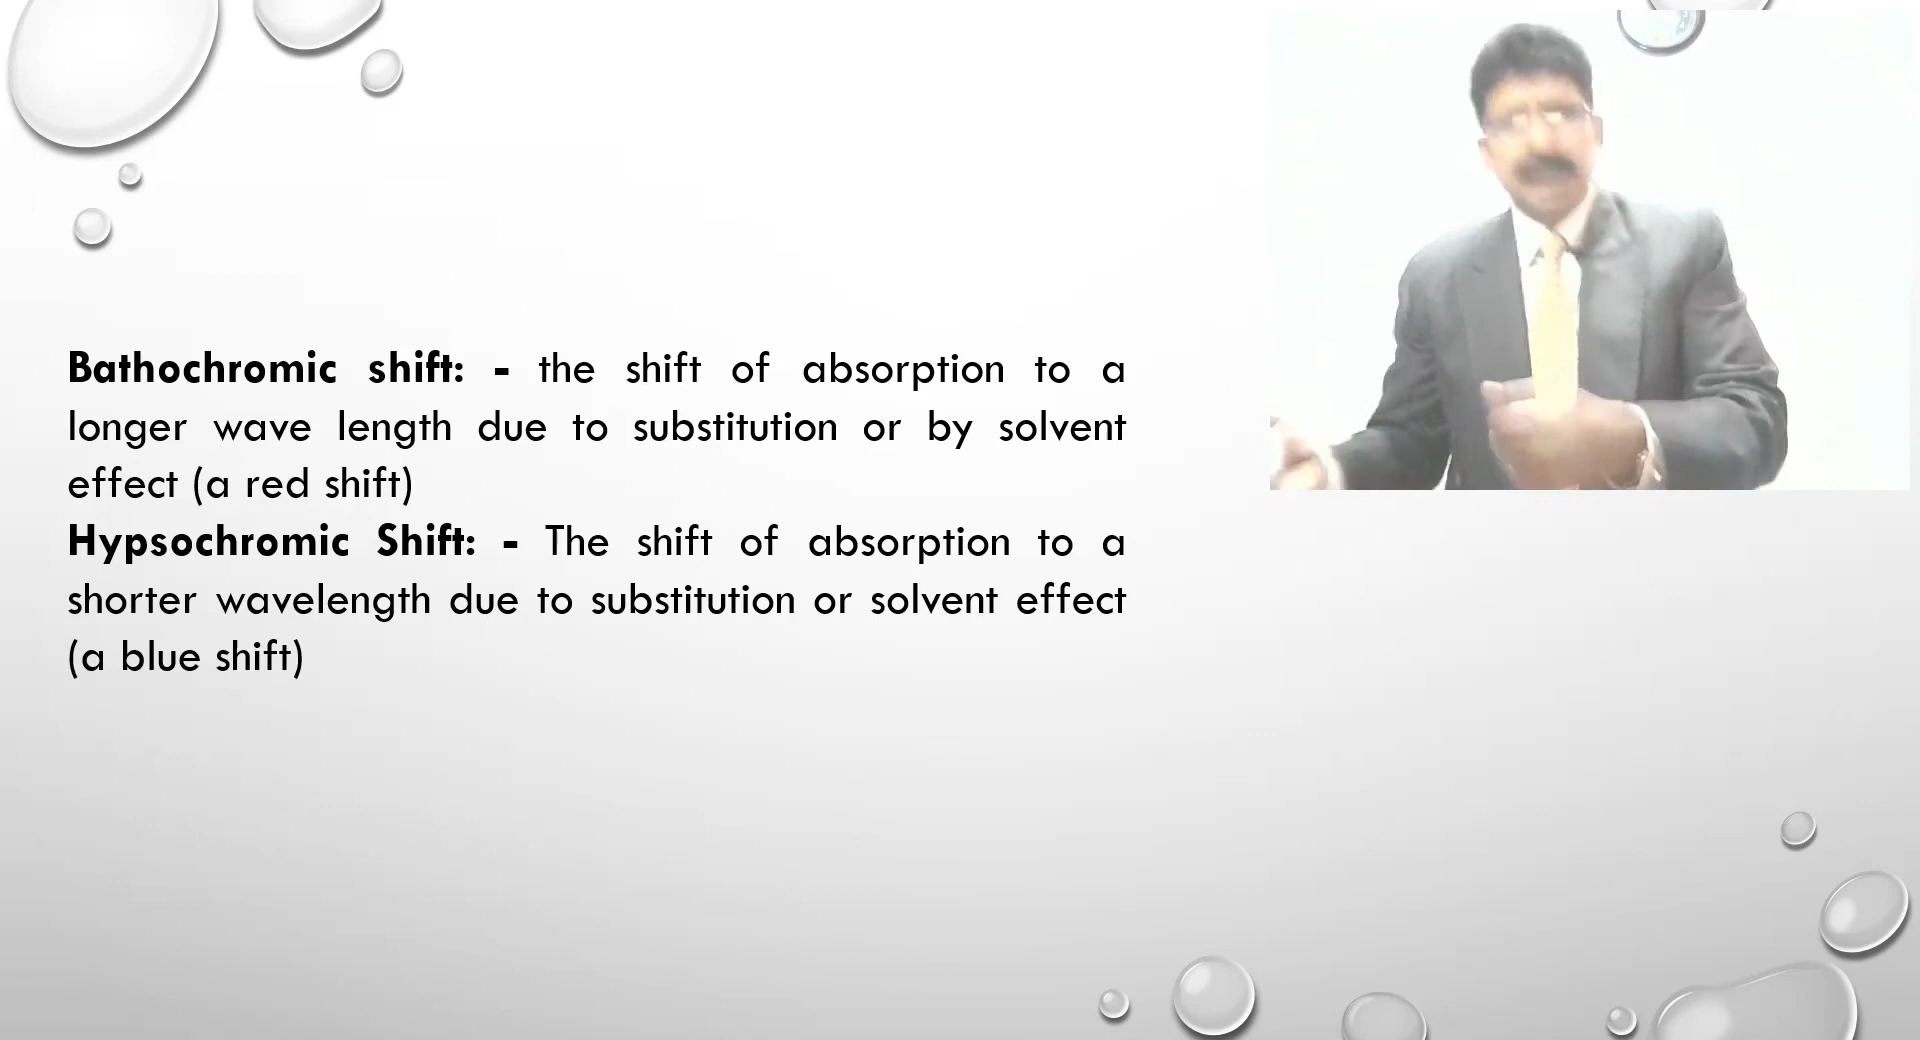 Bathochromic shift: - the shift of absorption to a
longer wave length due to substitution or by solvent
effect (a red shift)
Hypsochromic Shift: - The shift of absorption to a
shorter wavelength due to substitution or solvent effect
(a blue shift)